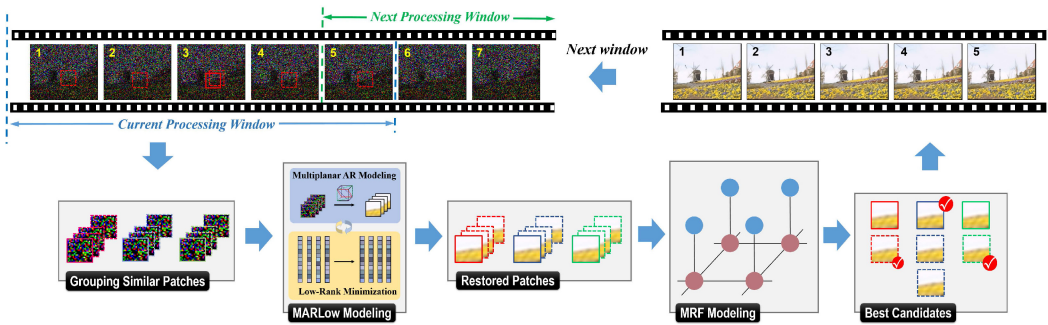 Next Processing Window
1 2 3 4 5 6 7
Next window
1 2 3 4 5
Current Processing Window
Multiplanar AR Modeling
Low-Rank Minimization
Grouping Similar Patches
MARLow Modeling
Restored Patches
MRF Modeling
Best Candidates